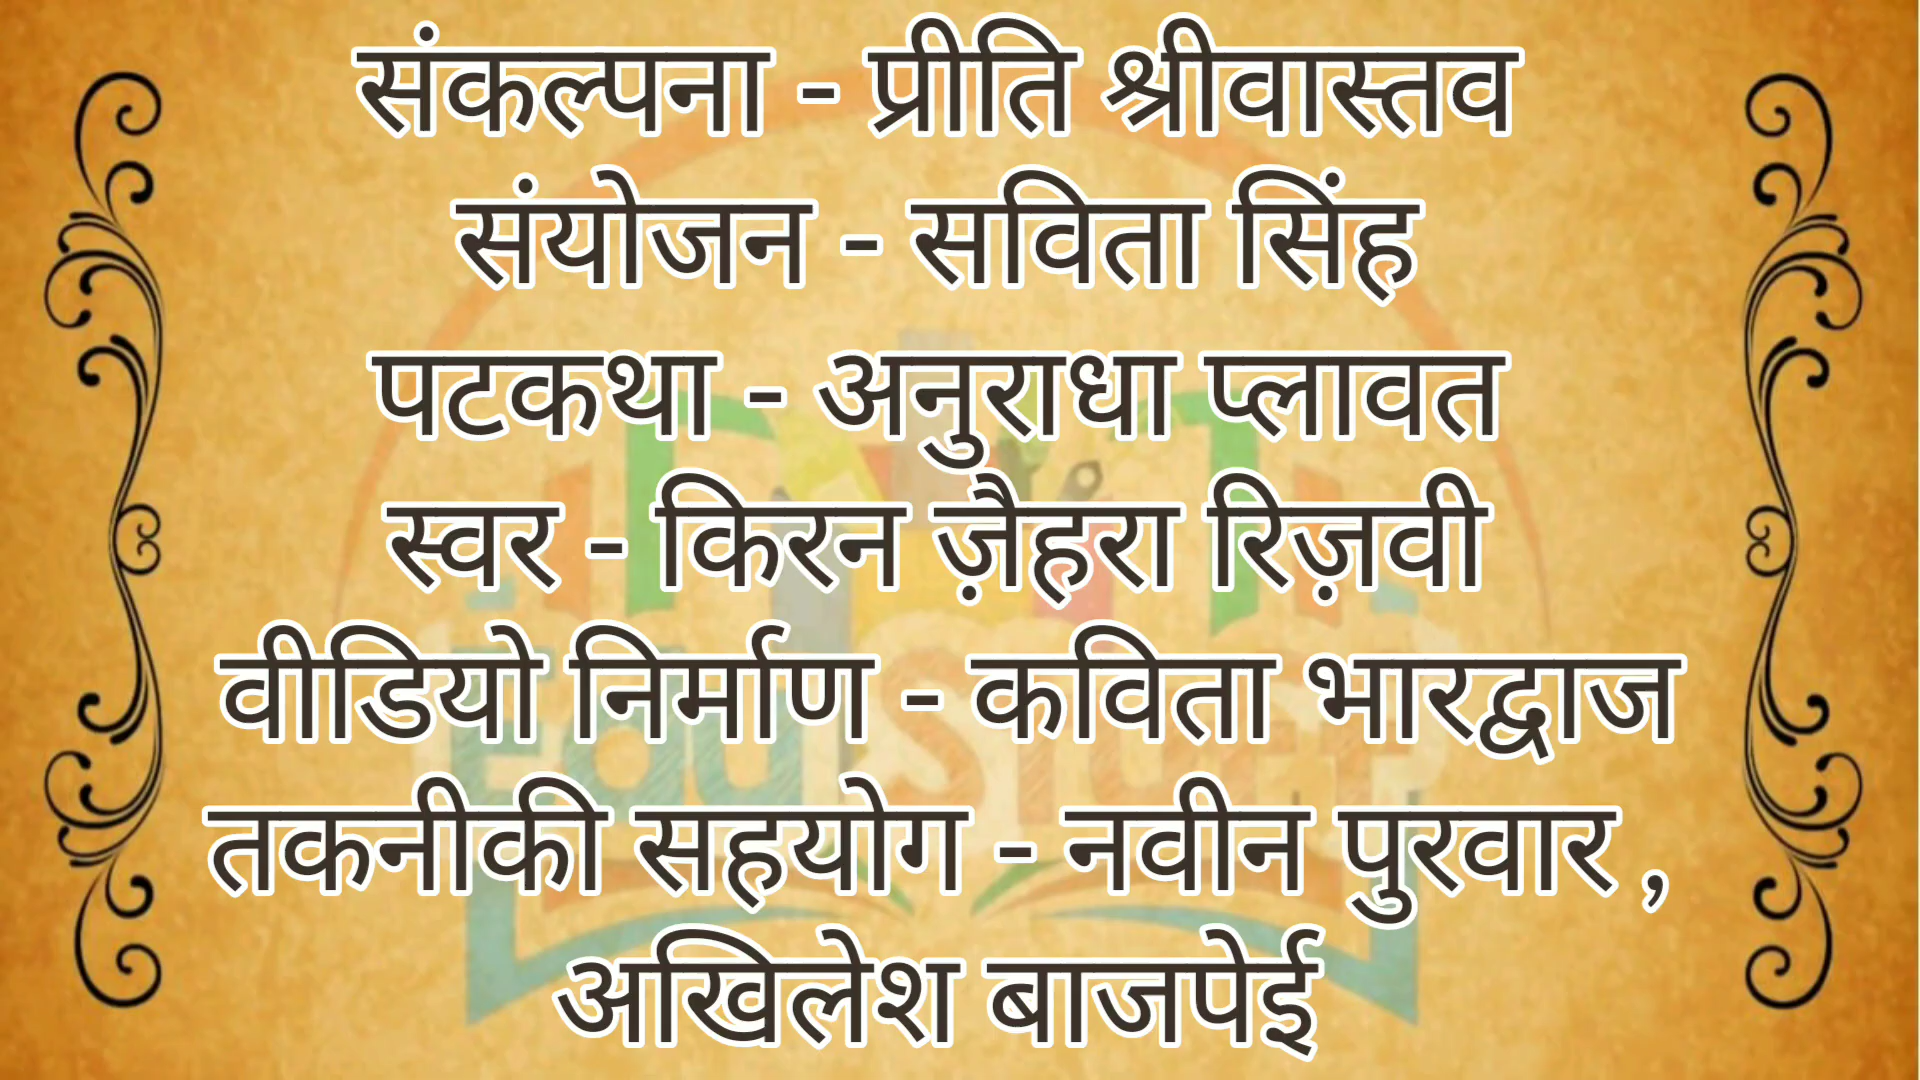 संकल्पना - प्रीति श्रीवास्तव
संयोजन - सविता सिंह
पटकथा - अनुराधा प्लावत
स्वर - किरन ज़ैहरा रिज़वी
वीडियो निर्माण - कविता भारद्वाज
तकनीकी सहयोग - नवीन पुरवार ,
अखिलेश बाजपेई